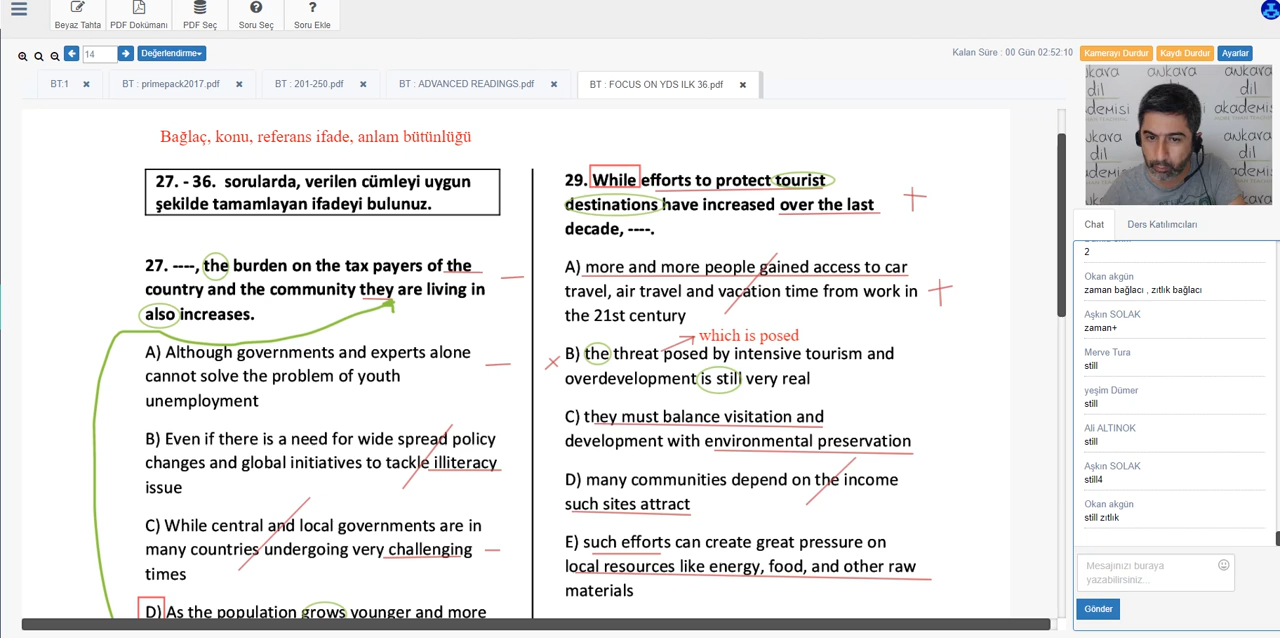 Beyaz Tahta
PDF Dokümanı
PDF Seç
Soru Seç
Soru Ekle
14
Değerlendirme
Kalan Süre : 00 Gün 02:52:10
Kamerayı Durdur
Kaydı Durdur
Ayarlar
BT.1
BT : primepack2017.pdf
BT : 201-250.pdf
BT : ADVANCED READINGS.pdf
BT : FOCUS ON YDS ILK 36.pdf
Bağlaç, konu, referans ifade, anlam bütünlüğü
27. - 36. sorularda, verilen cümleyi uygun
şekilde tamamlayan ifadeyi bulunuz.
27. ----, the burden on the tax payers of the
country and the community they are living in
also increases.
A) Although governments and experts alone
cannot solve the problem of youth
unemployment
B) Even if there is a need for wide spread policy
changes and global initiatives to tackle illiteracy
issue
C) While central and local governments are in
many countries undergoing very challenging
times
D) As the population grows younger and more
29. While efforts to protect tourist
destinations have increased over the last
decade, ----.
A) more and more people gained access to car
travel, air travel and vacation time from work in
the 21st century
which is posed
B) the threat posed by intensive tourism and
overdevelopment is still very real
C) they must balance visitation and
development with environmental preservation
D) many communities depend on the income
such sites attract
E) such efforts can create great pressure on
local resources like energy, food, and other raw
materials
ankara
dil
akademisi
Chat
Ders Katılımcıları
2
Okan akgün
zaman bağlacı , zıtlık bağlacı
Aşkın SOLAK
zaman+
Merve Tura
still
yeşim Dümer
still
Ali ALTINOK
still
Aşkın SOLAK
still4
Okan akgün
still zıtlık
Mesajınızı buraya
yazabilirsiniz...
Gönder